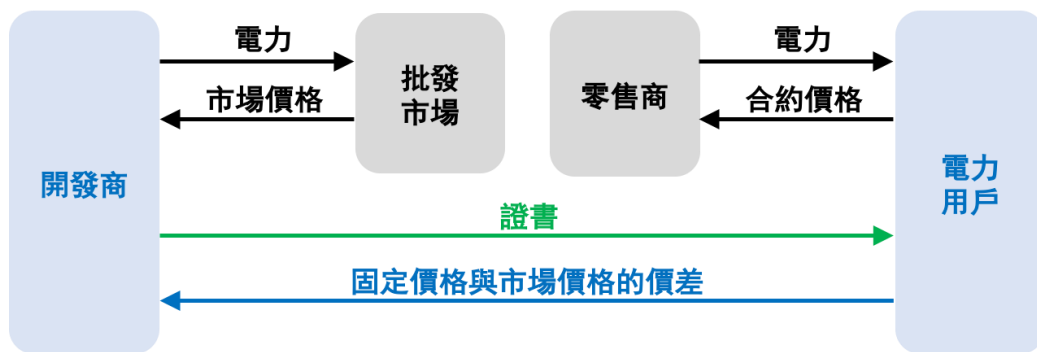 電力
批發
市場
市場價格
零售商
電力
合約價格
開發商
電力
用戶
證書
固定價格與市場價格的價差